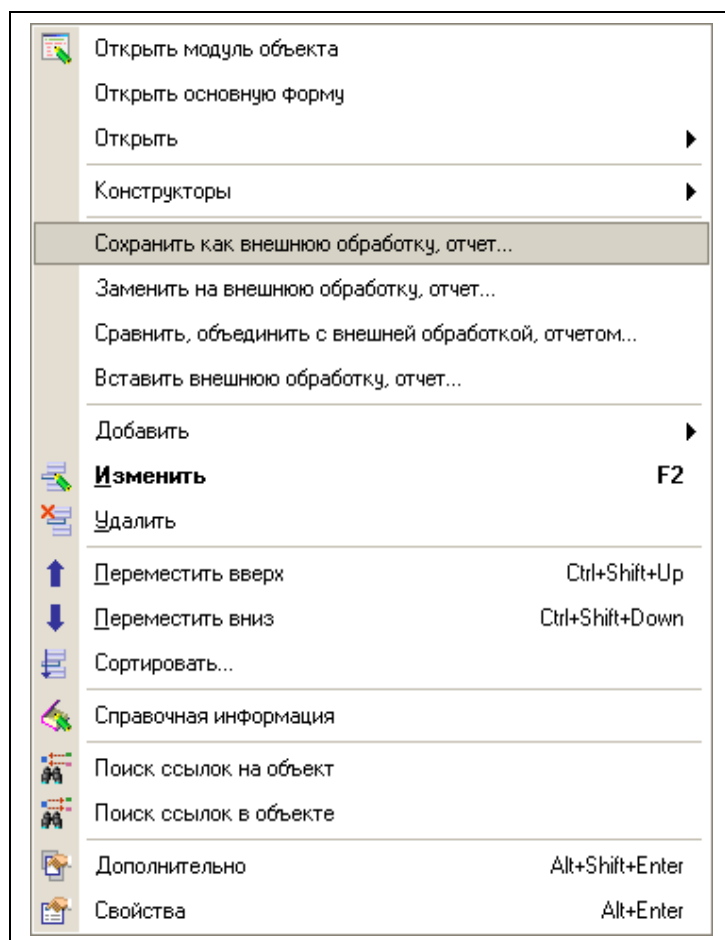 Открыть модуль объекта
Открыть основную форму
Открыть
Конструкторы
Сохранить как внешнюю обработку, отчет...
Заменить на внешнюю обработку, отчет...
Сравнить, объединить с внешней обработкой, отчетом...
Вставить внешнюю обработку, отчет...
Добавить
Изменить F2
Удалить
Переместить вверх Ctrl+Shift+Up
Переместить вниз Ctrl+Shift+Down
Сортировать...
Справочная информация
Поиск ссылок на объект
Поиск ссылок в объекте
Дополнительно Alt+Shift+Enter
Свойства Alt+Enter